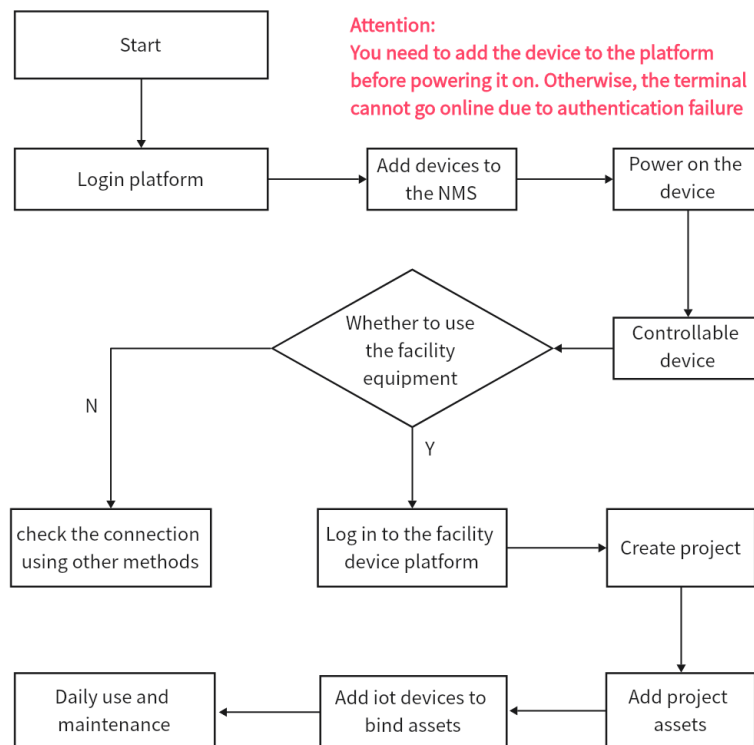 Start
Attention:
You need to add the device to the platform
before powering it on. Otherwise, the terminal
cannot go online due to authentication failure
Login platform
Add devices to
the NMS
Power on the
device
Controllable
device
Whether to use
the facility
equipment
N
Y
check the connection
using other methods
Log in to the facility
device platform
Create project
Add project
assets
Add iot devices to
bind assets
Daily use and
maintenance